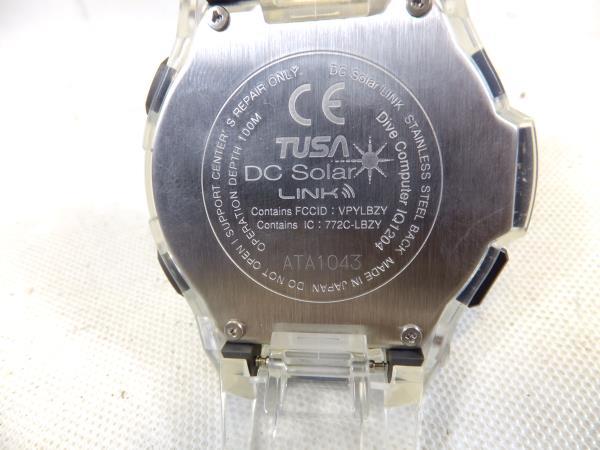 CE
TUSA
DC Solar
LINK
Contains FCCID : VPYLBZY
Contains IC : 772C-LBZY
ATA1043
DC Solar LINK STAINLESS STEEL BACK MADE IN JAPAN DO NOT OPEN I SUPPORT CENTER'S REPAIR ONLY
Dive Computer IQ1204
OPERATION DEPTH 100M